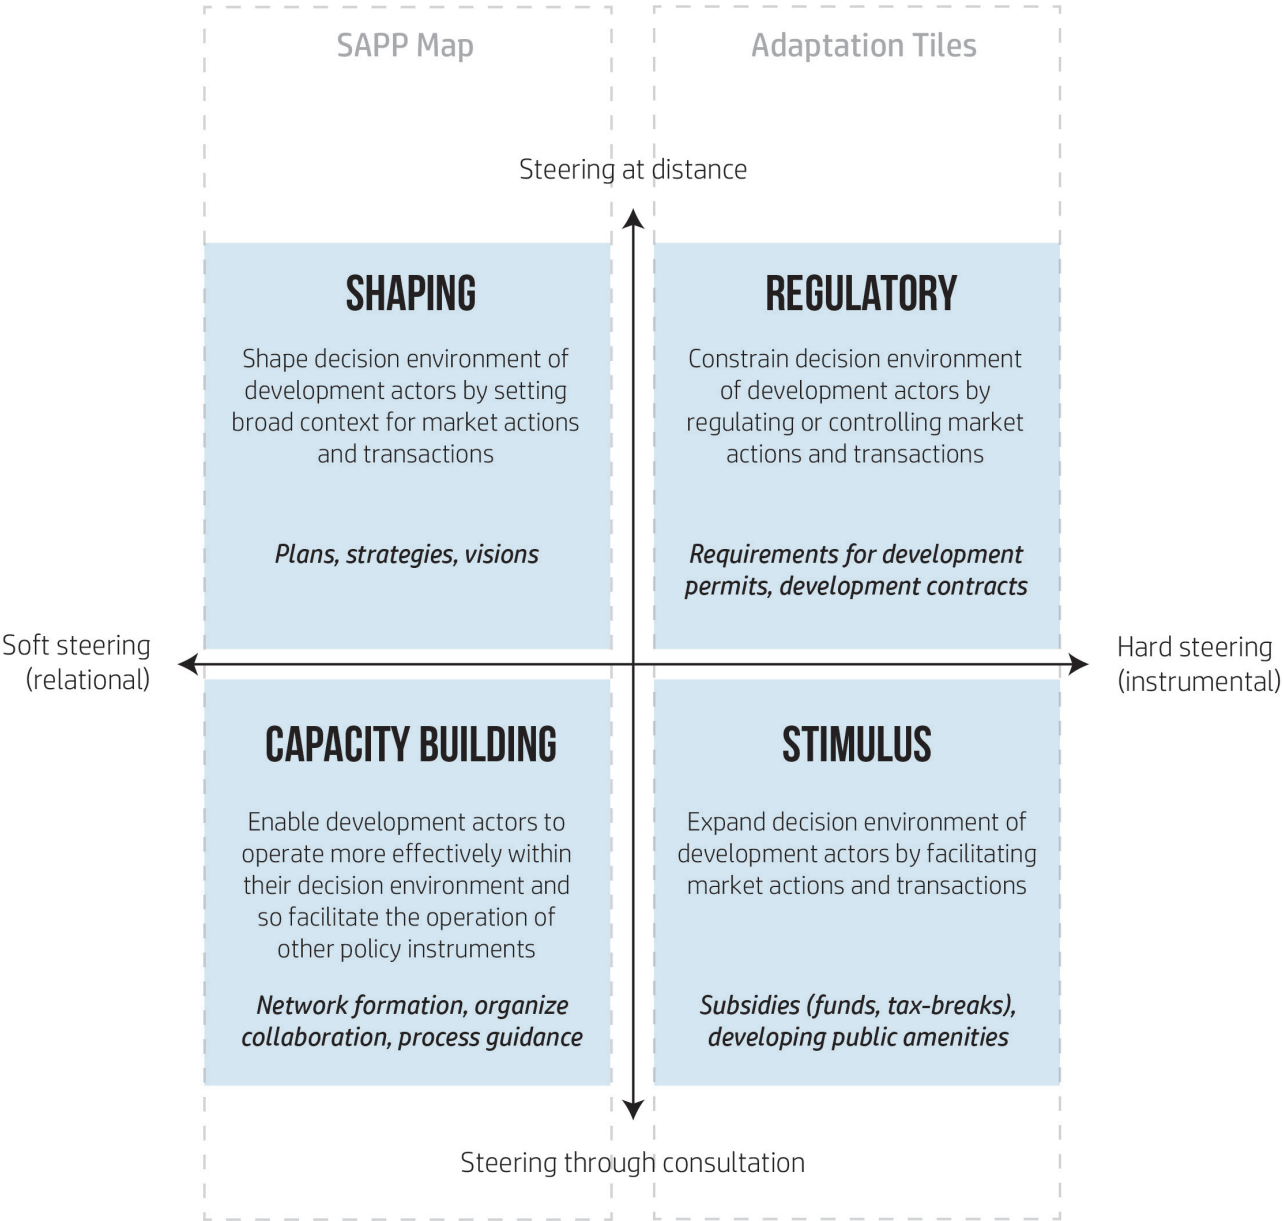 SAPP Map
Adaptation Tiles
Steering at distance
SHAPING
Shape decision environment of
development actors by setting
broad context for market actions
and transactions
Plans, strategies, visions
REGULATORY
Constrain decision environment
of development actors by
regulating or controlling market
actions and transactions
Requirements for development
permits, development contracts
Soft steering
(relational)
Hard steering
(instrumental)
CAPACITY BUILDING
Enable development actors to
operate more effectively within
their decision environment and
so facilitate the operation of
other policy instruments
Network formation, organize
collaboration, process guidance
STIMULUS
Expand decision environment of
development actors by facilitating
market actions and transactions
Subsidies (funds, tax-breaks),
developing public amenities
Steering through consultation